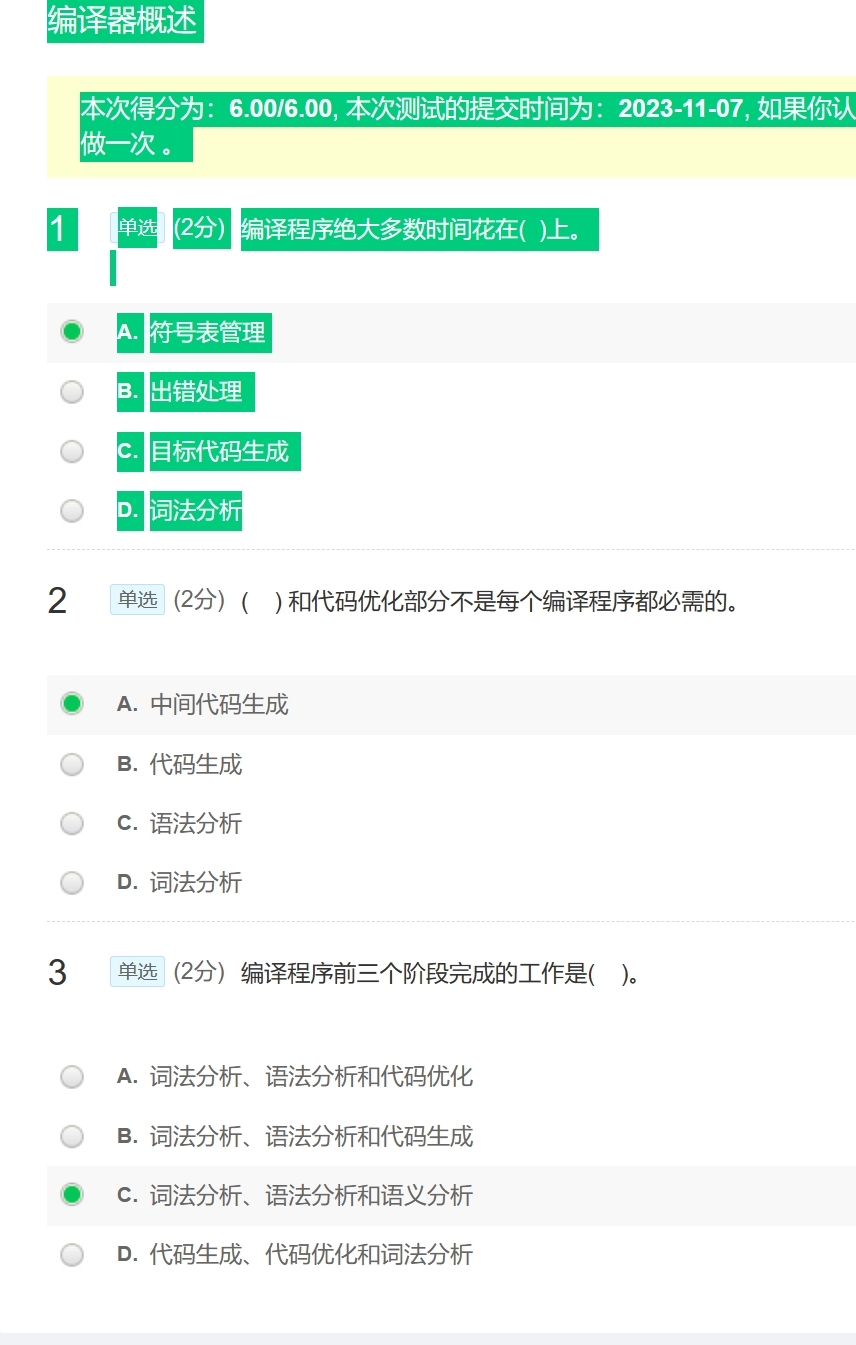 编译器概述
本次得分为：6.00/6.00, 本次测试的提交时间为：2023-11-07, 如果你认
做一次 。
1 单选 (2分) 编译程序绝大多数时间花在( )上。
A. 符号表管理
B. 出错处理
C. 目标代码生成
D. 词法分析
2 单选 (2分) ( ) 和代码优化部分不是每个编译程序都必需的。
A. 中间代码生成
B. 代码生成
C. 语法分析
D. 词法分析
3 单选 (2分) 编译程序前三个阶段完成的工作是( )。
A. 词法分析、语法分析和代码优化
B. 词法分析、语法分析和代码生成
C. 词法分析、语法分析和语义分析
D. 代码生成、代码优化和词法分析